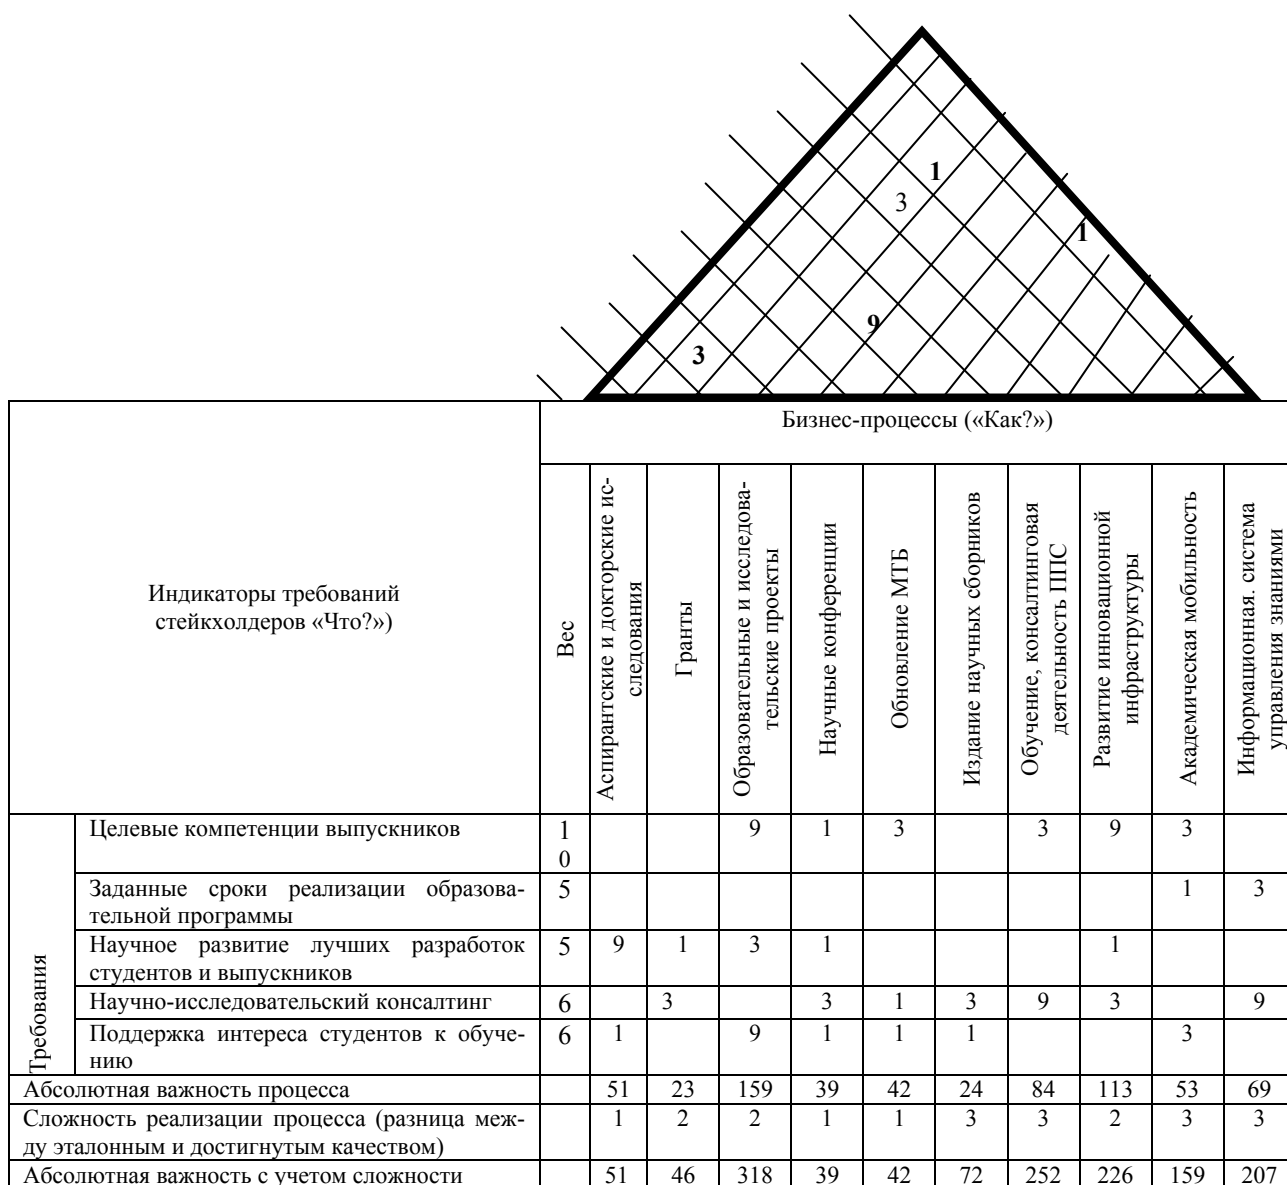 1
3
1
9
3
Бизнес-процессы («Как?»)
Индикаторы требований
стейкхолдеров «Что?»)
Вес
Аспирантские и докторские ис-
следования
Гранты
Образовательные и исследова-
тельские проекты
Научные конференции
Обновление МТБ
Издание научных сборников
Обучение, консалтинговая
деятельность ППС
Развитие инновационной
инфраструктуры
Академическая мобильность
Информационная. система
управления знаниями
Требования
Целевые компетенции выпускников 1 9 1 3 3 9 3
0
Заданные сроки реализации образова- 5 1 3
тельной программы
Научное развитие лучших разработок 5 9 1 3 1 1
студентов и выпускников
Научно-исследовательский консалтинг 6 3 3 1 3 9 3 9
Поддержка интереса студентов к обуче- 6 1 9 1 1 1 3
нию
Абсолютная важность процесса 51 23 159 39 42 24 84 113 53 69
Сложность реализации процесса (разница меж- 1 2 2 1 1 3 3 2 3 3
ду эталонным и достигнутым качеством)
Абсолютная важность с учетом сложности 51 46 318 39 42 72 252 226 159 207